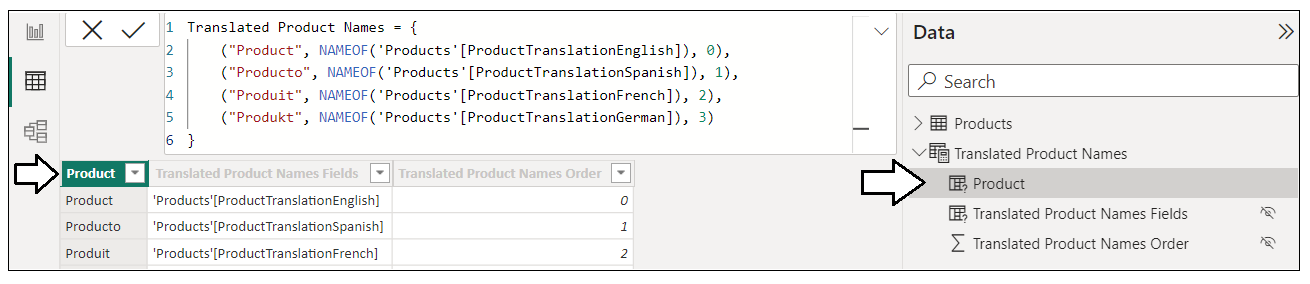 1 Translated Product Names = {
2 ("Product", NAMEOF('Products'[ProductTranslationEnglish]), 0),
3 ("Producto", NAMEOF('Products'[ProductTranslationSpanish]), 1),
4 ("Produit", NAMEOF('Products'[ProductTranslationFrench]), 2),
5 ("Produkt", NAMEOF('Products'[ProductTranslationGerman]), 3)
6 }
Product Translated Product Names Fields Translated Product Names Order
Product 'Products'[ProductTranslationEnglish] 0
Producto 'Products'[ProductTranslationSpanish] 1
Produit 'Products'[ProductTranslationFrench] 2
Data
Search
Products
Translated Product Names
Product
Translated Product Names Fields
Translated Product Names Order